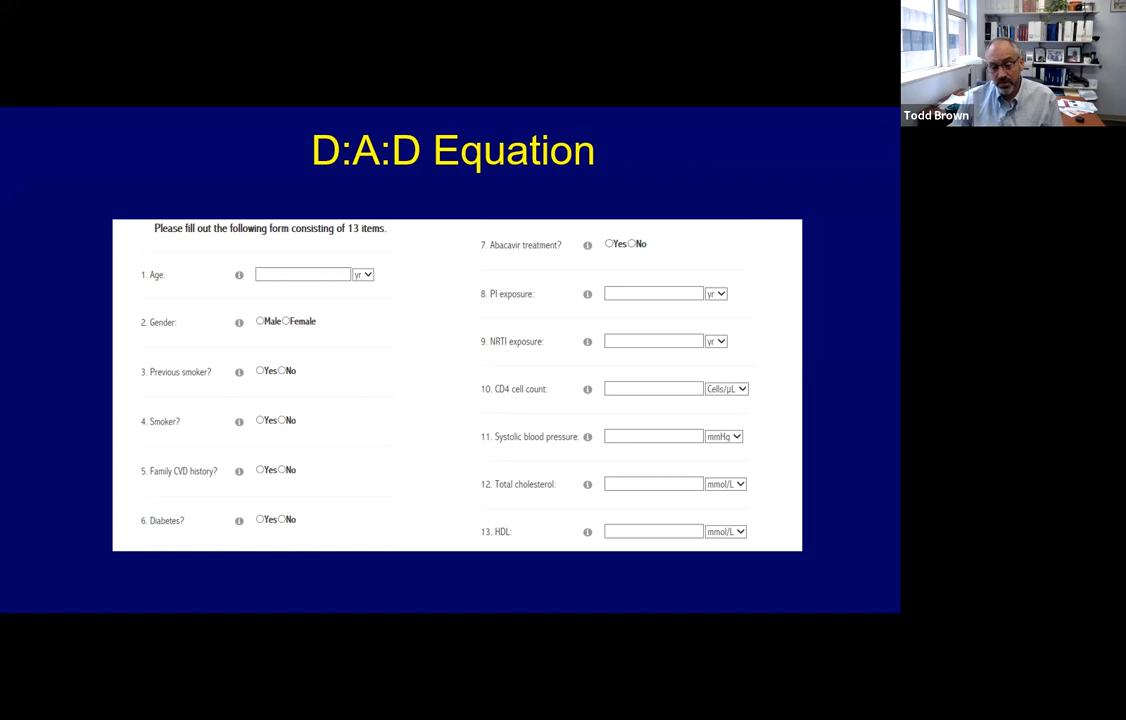 Todd Brown
D:A:D Equation
Please fill out the following form consisting of 13 items.
1. Age: yr
2. Gender: Male Female
3. Previous smoker? Yes No
4. Smoker? Yes No
5. Family CVD history? Yes No
6. Diabetes? Yes No
7. Abacavir treatment? Yes No
8. PI exposure: yr
9. NRTI exposure: yr
10. CD4 cell count: Cells/µL
11. Systolic blood pressure: mmHg
12. Total cholesterol: mmol/L
13. HDL: mmol/L